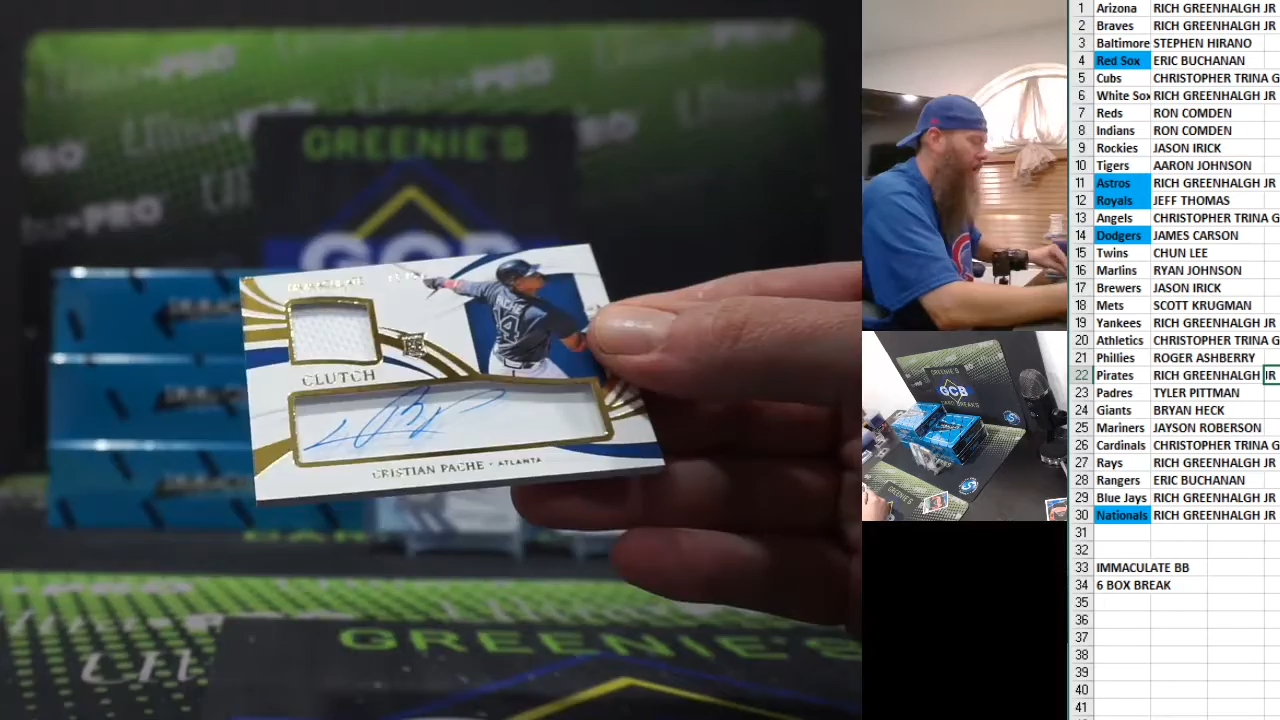 GREENIE'S
GCB
IMMACULATE
CLUTCH
CRISTIAN PACHE • ATLANTA
GREENIE'S
GREENIE'S
GCB
CARD BREAKS
GREENIE'S
1 Arizona RICH GREENHALGH JR
2 Braves RICH GREENHALGH JR
3 Baltimore STEPHEN HIRANO
4 Red Sox ERIC BUCHANAN
5 Cubs CHRISTOPHER TRINA G
6 White Sox RICH GREENHALGH JR
7 Reds RON COMDEN
8 Indians RON COMDEN
9 Rockies JASON IRICK
10 Tigers AARON JOHNSON
11 Astros RICH GREENHALGH JR
12 Royals JEFF THOMAS
13 Angels CHRISTOPHER TRINA G
14 Dodgers JAMES CARSON
15 Twins CHUN LEE
16 Marlins RYAN JOHNSON
17 Brewers JASON IRICK
18 Mets SCOTT KRUGMAN
19 Yankees RICH GREENHALGH JR
20 Athletics CHRISTOPHER TRINA G
21 Phillies ROGER ASHBERRY
22 Pirates RICH GREENHALGH JR
23 Padres TYLER PITTMAN
24 Giants BRYAN HECK
25 Mariners JAYSON ROBERSON
26 Cardinals CHRISTOPHER TRINA G
27 Rays RICH GREENHALGH JR
28 Rangers ERIC BUCHANAN
29 Blue Jays RICH GREENHALGH JR
30 Nationals RICH GREENHALGH JR
31
32
33 IMMACULATE BB
34 6 BOX BREAK
35
36
37
38
39
40
41